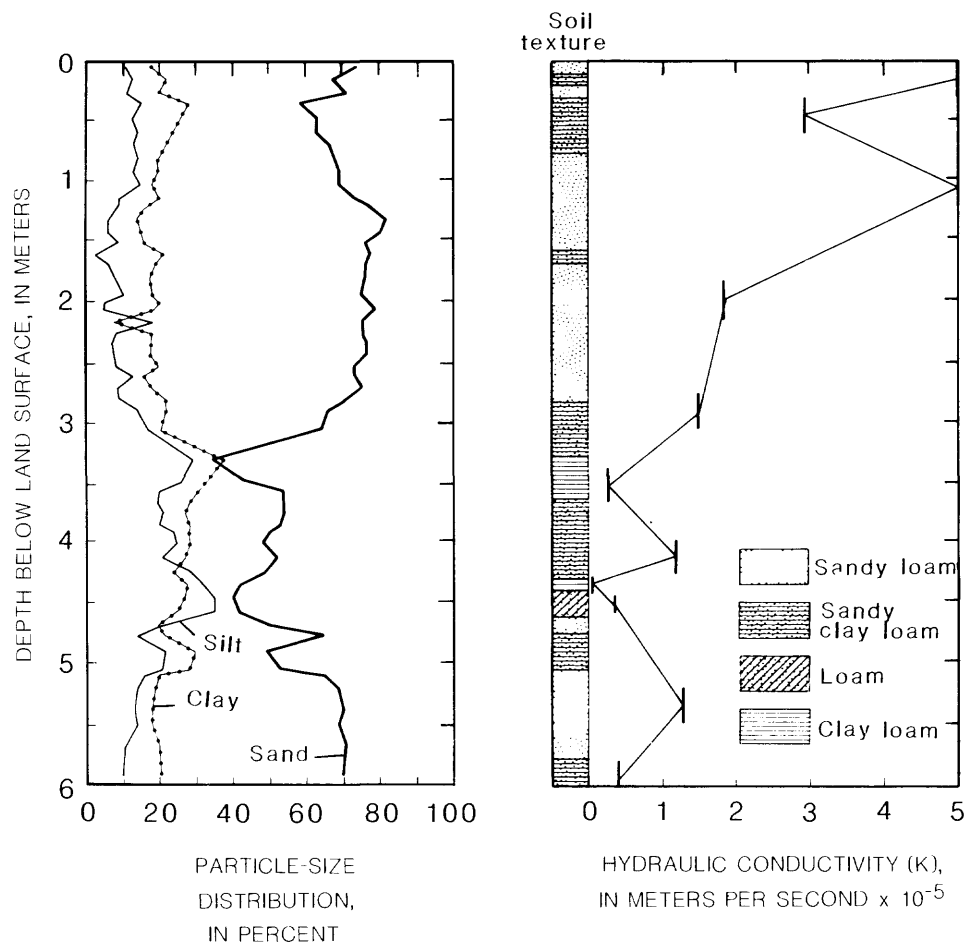 Soil
texture
0
1
2
3
4
5
6
DEPTH BELOW LAND SURFACE, IN METERS
Silt
Clay
Sand
0 20 40 60 80 100
PARTICLE-SIZE
DISTRIBUTION,
IN PERCENT
Sandy loam
Sandy
clay loam
Loam
Clay loam
0 1 2 3 4 5
HYDRAULIC CONDUCTIVITY (K),
IN METERS PER SECOND x 10-5